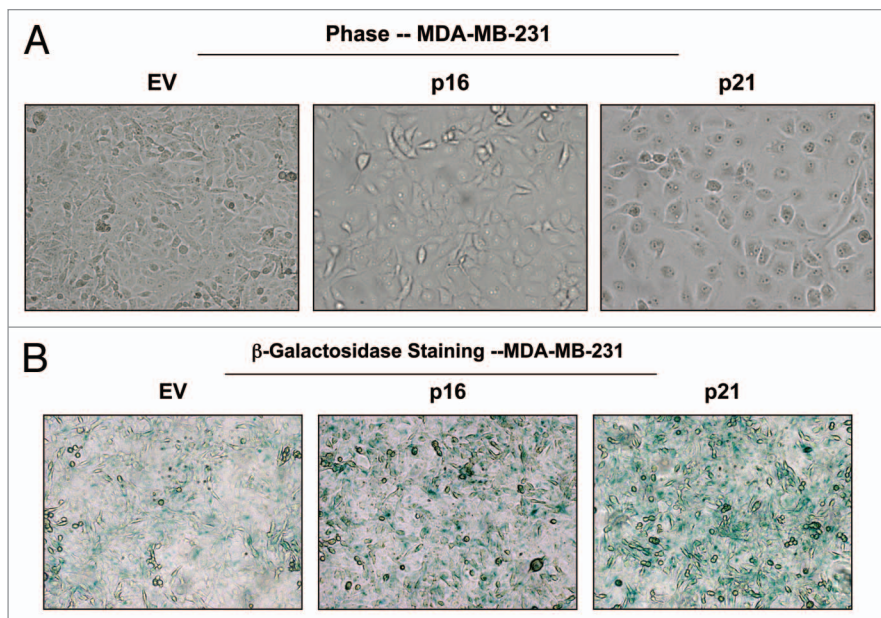 A
Phase -- MDA-MB-231
EV p16 p21
B
β-Galactosidase Staining --MDA-MB-231
EV p16 p21